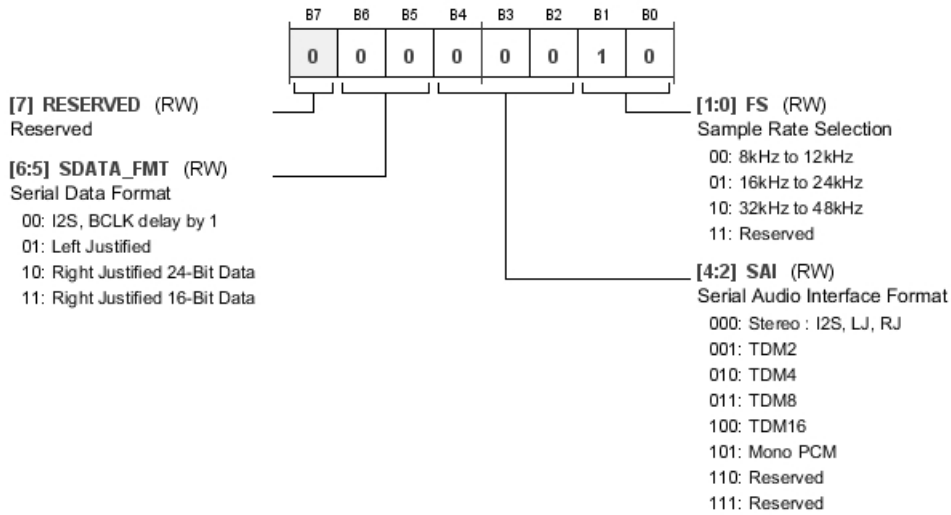 B7 B6 B5 B4 B3 B2 B1 B0
0 0 0 0 0 0 1 0
[7] RESERVED (RW)
Reserved
[6:5] SDATA_FMT (RW)
Serial Data Format
00: I2S, BCLK delay by 1
01: Left Justified
10: Right Justified 24-Bit Data
11: Right Justified 16-Bit Data
[1:0] FS (RW)
Sample Rate Selection
00: 8kHz to 12kHz
01: 16kHz to 24kHz
10: 32kHz to 48kHz
11: Reserved
[4:2] SAI (RW)
Serial Audio Interface Format
000: Stereo : I2S, LJ, RJ
001: TDM2
010: TDM4
011: TDM8
100: TDM16
101: Mono PCM
110: Reserved
111: Reserved